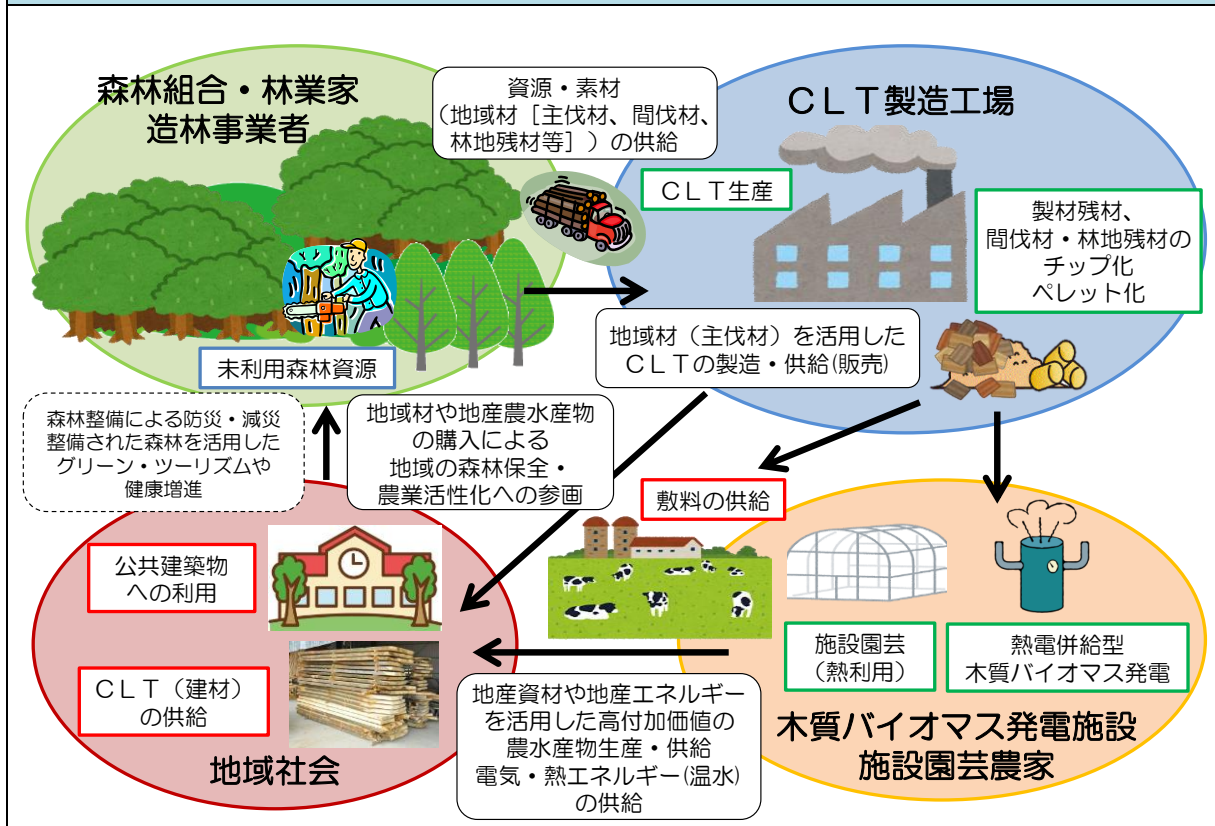 森林組合・林業家
造林事業者
資源・素材
(地域材[主伐材、間伐材、
林地残材等])の供給
CLT製造工場
CLT生産
製材残材、
間伐材・林地残材の
チップ化
ペレット化
未利用森林資源
地域材(主伐材)を活用した
CLTの製造・供給(販売)
森林整備による防災・減災
整備された森林を活用した
グリーン・ツーリズムや
健康増進
地域材や地産農水産物
の購入による
地域の森林保全・
農業活性化への参画
敷料の供給
公共建築物
への利用
CLT(建材)
の供給
地域社会
地産資材や地産エネルギー
を活用した高付加価値の
農水産物生産・供給
電気・熱エネルギー(温水)
の供給
施設園芸
(熱利用)
熱電併給型
木質バイオマス発電
木質バイオマス発電施設
施設園芸農家